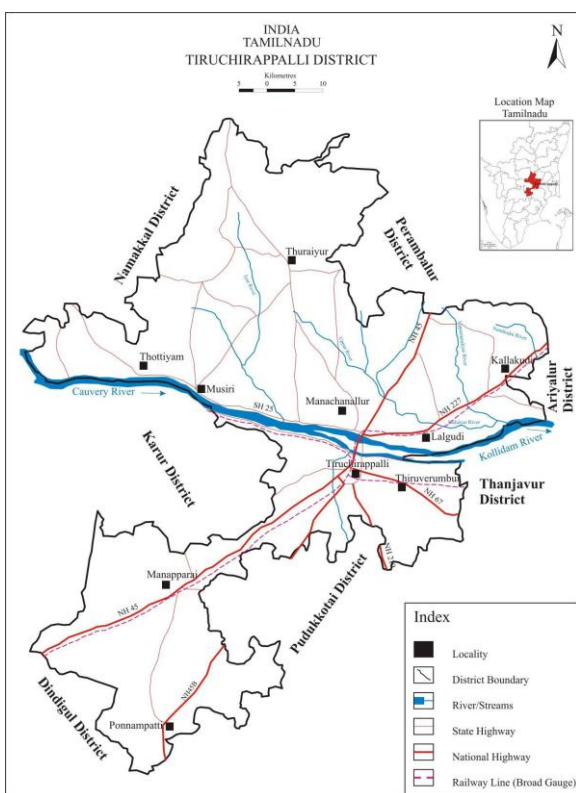 INDIA
TAMILNADU
TIRUCHIRAPPALLI DISTRICT
Kilometres
5 0 5 10
N
Location Map
Tamilnadu
Namakkal District
Perambalur
District
Thuraiyur
NH 45
Kallakudi
Ariyalur
District
Thottiyam
Musiri
Cauvery River
SH 25
Manachanallur
NH 227
Lalgudi
Kollidam River
Karur District
Tiruchirappalli
Thiruverumbur
NH 67
Thanjavur
District
Manapparai
NH 45
Pudukkotai District
Dindigul District
NH45B
Ponnampatti
Index
Locality
District Boundary
River/Streams
State Highway
National Highway
Railway Line (Broad Gauge)